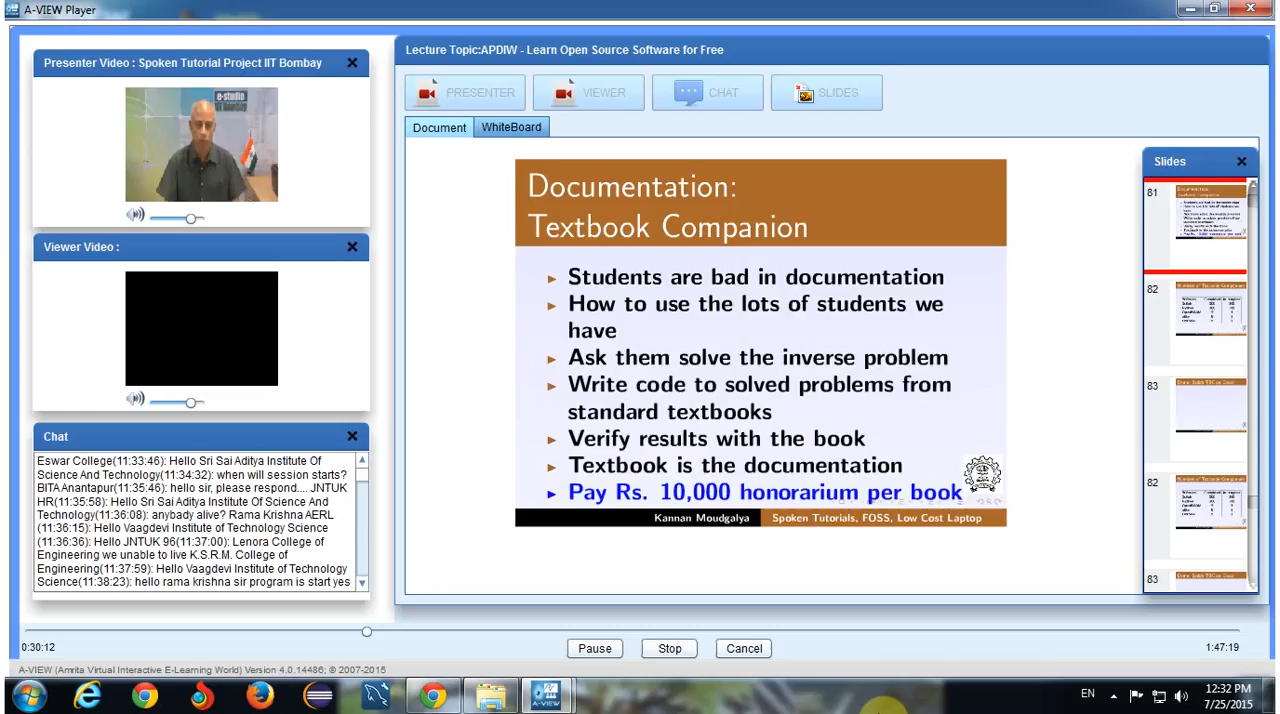 A-VIEW Player
Presenter Video : Spoken Tutorial Project IIT Bombay
e-studio
Viewer Video :
Chat
Eswar College(11:33:46): Hello Sri Sai Aditya Institute Of
Science And Technology(11:34:32): when will session starts?
BITA Anantapu(11:35:46): hello sir, please respond.... JNTUK
HR(11:35:58): Hello Sri Sai Aditya Institute Of Science And
Technology(11:36:08): anybady alive? Rama Krishna AERL
(11:36:15): Hello Vaagdevi Institute of Technology Science
(11:36:36): Hello JNTUK 96(11:37:00): Lenora College of
Engineering we unable to live K.S.R.M. College of
Engineering(11:37:59): Hello Vaagdevi Institute of Technology
Science(11:38:23): hello rama krishna sir program is start yes
Lecture Topic:APDIW - Learn Open Source Software for Free
PRESENTER VIEWER CHAT SLIDES
Document WhiteBoard
Documentation:
Textbook Companion
Students are bad in documentation
How to use the lots of students we
have
Ask them solve the inverse problem
Write code to solved problems from
standard textbooks
Verify results with the book
Textbook is the documentation
Pay Rs. 10,000 honorarium per book
Kannan Moudgalya Spoken Tutorials, FOSS, Low Cost Laptop
Slides
81
82
83
82
83
0:30:12
Pause Stop Cancel
1:47:19
A-VIEW (Amrita Virtual Interactive E-Learning World) Version 4.0.14486; © 2007-2015
A-VIEW
EN
12:32 PM
7/25/2015